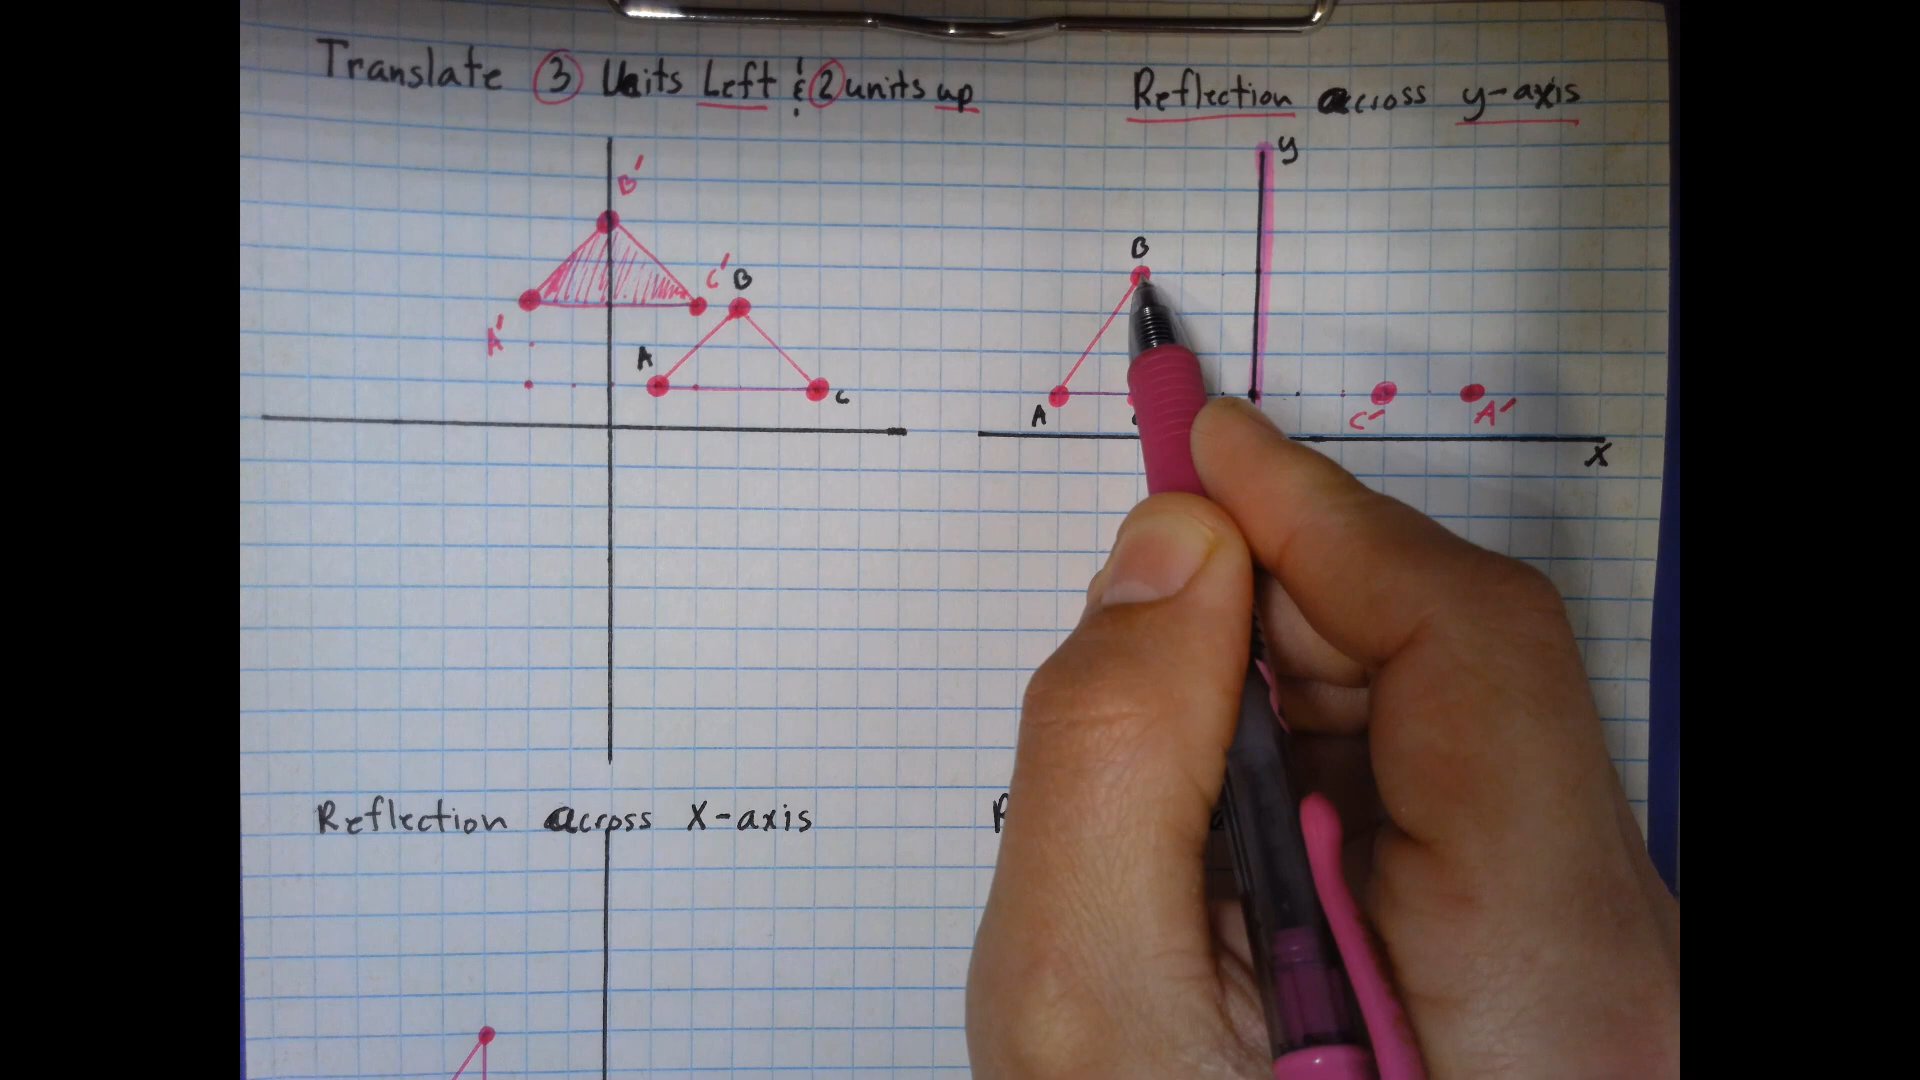 Translate 3 Units Left & 2 units up
Reflection across y-axis
y
B'
B
C' B
A'
A
C
A
C' A'
X
Reflection across X-axis